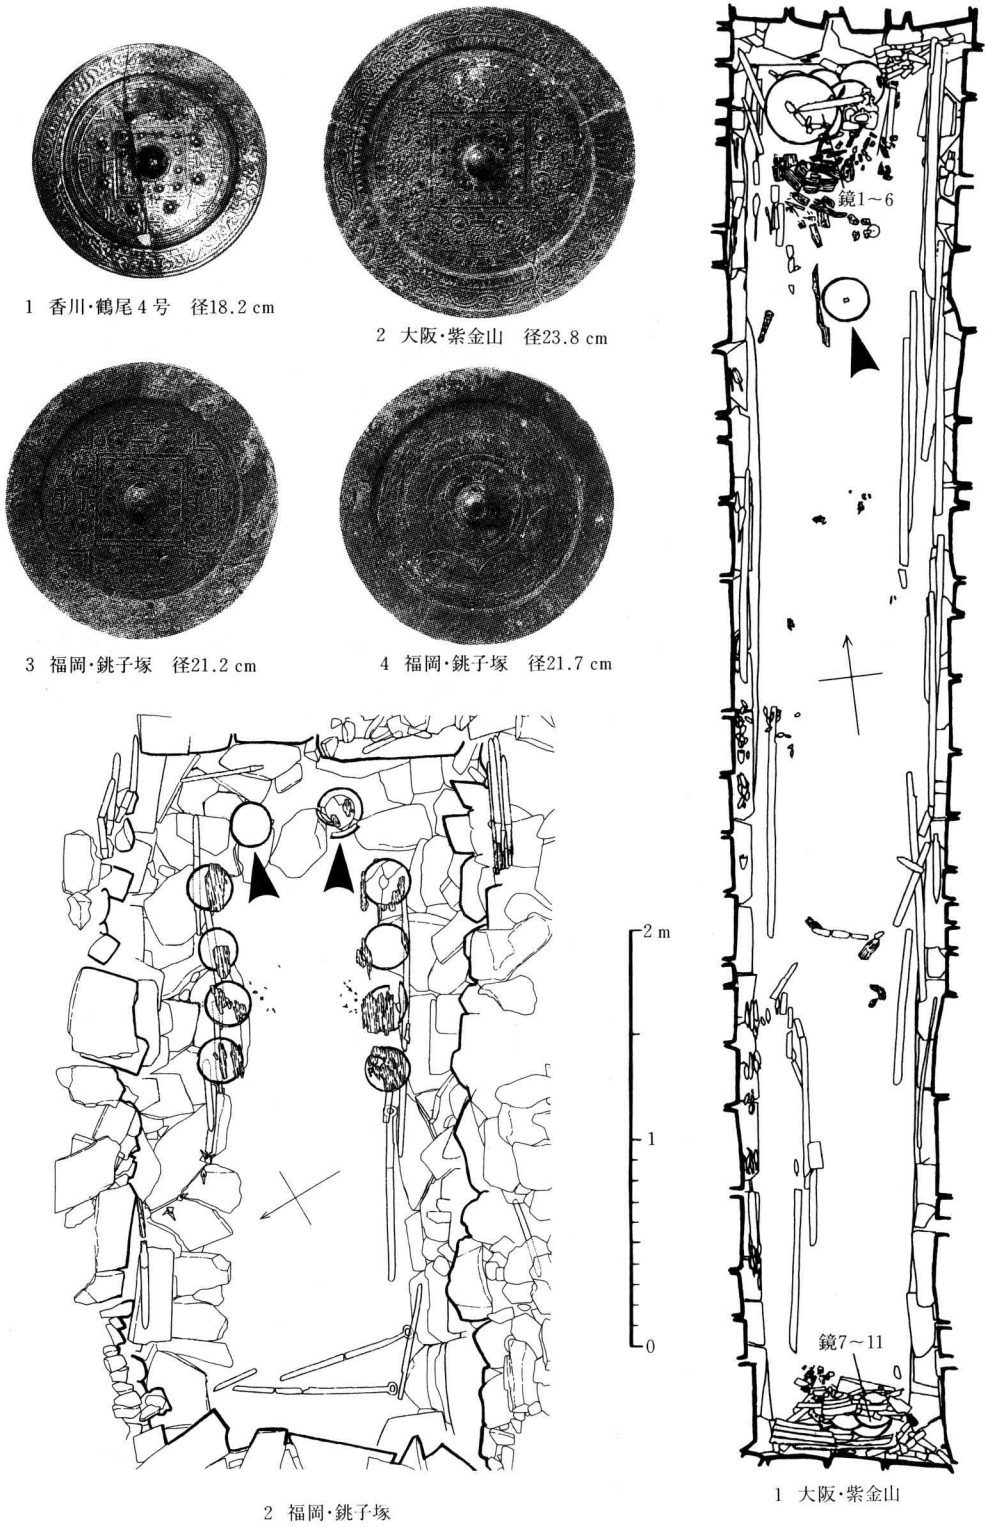 1 香川・鶴尾4号 径18.2 cm
2 大阪・紫金山 径23.8 cm
3 福岡・銚子塚 径21.2 cm
4 福岡・銚子塚 径21.7 cm
鏡1~6
2 m
1
0
鏡7~11
1 大阪・紫金山
2 福岡・銚子塚